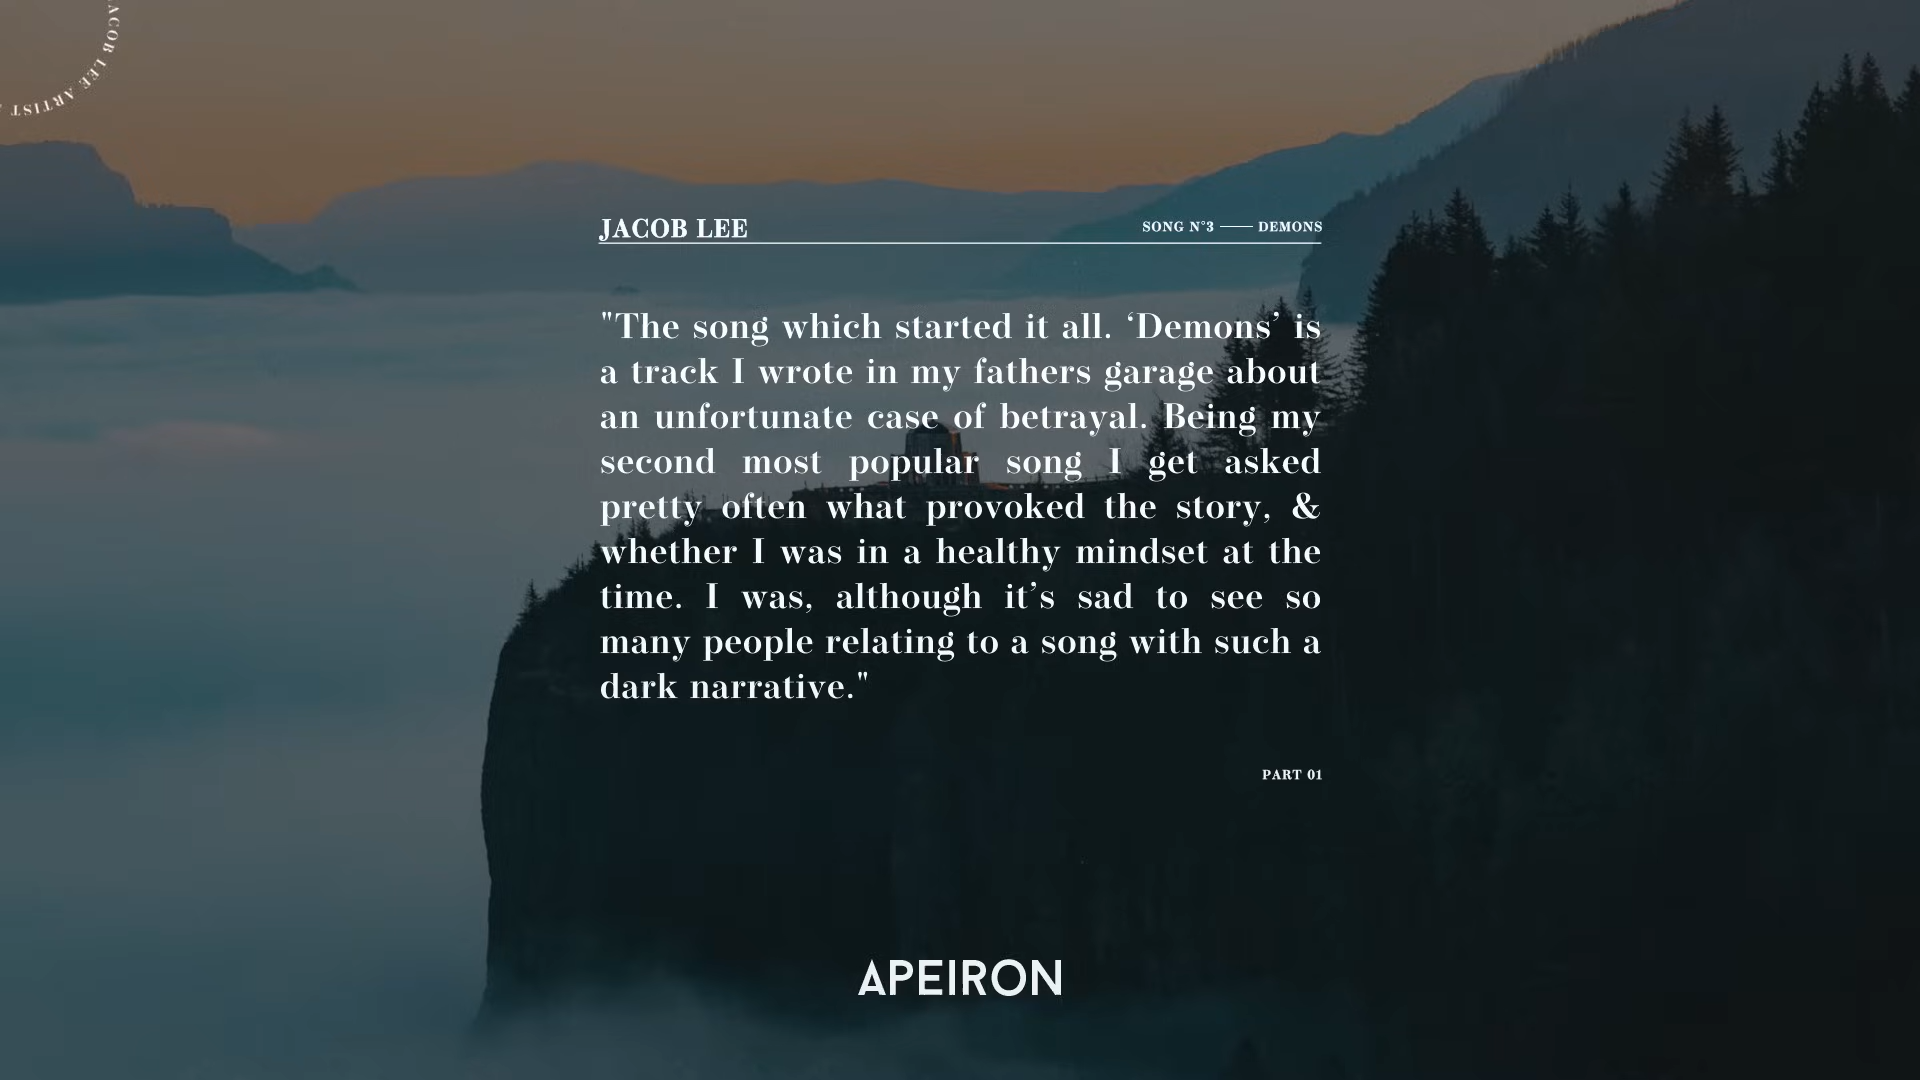 ACOB LEE ARTIST
JACOB LEE
SONG N°3 — DEMONS
"The song which started it all. ‘Demons’ is
a track I wrote in my fathers garage about
an unfortunate case of betrayal. Being my
second most popular song I get asked
pretty often what provoked the story, &
whether I was in a healthy mindset at the
time. I was, although it’s sad to see so
many people relating to a song with such a
dark narrative."
PART 01
APEIRON